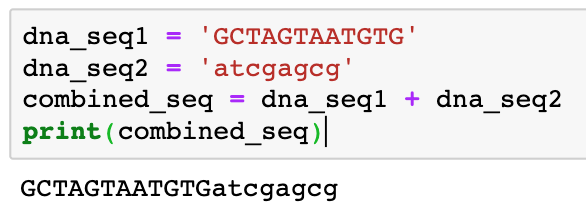 dna_seq1 = 'GCTAGTAATGTG'
dna_seq2 = 'atcgagcg'
combined_seq = dna_seq1 + dna_seq2
print(combined_seq)
GCTAGTAATGTGatcgagcg